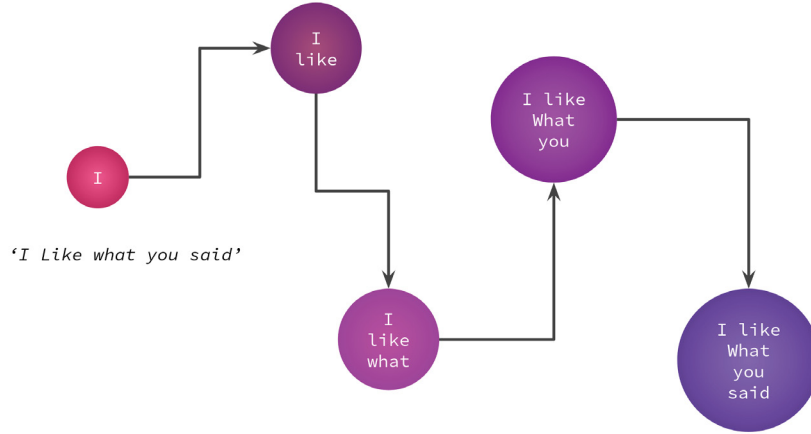 I
like
I like
What
you
I
‘I Like what you said’
I
like
what
I like
What
you
said